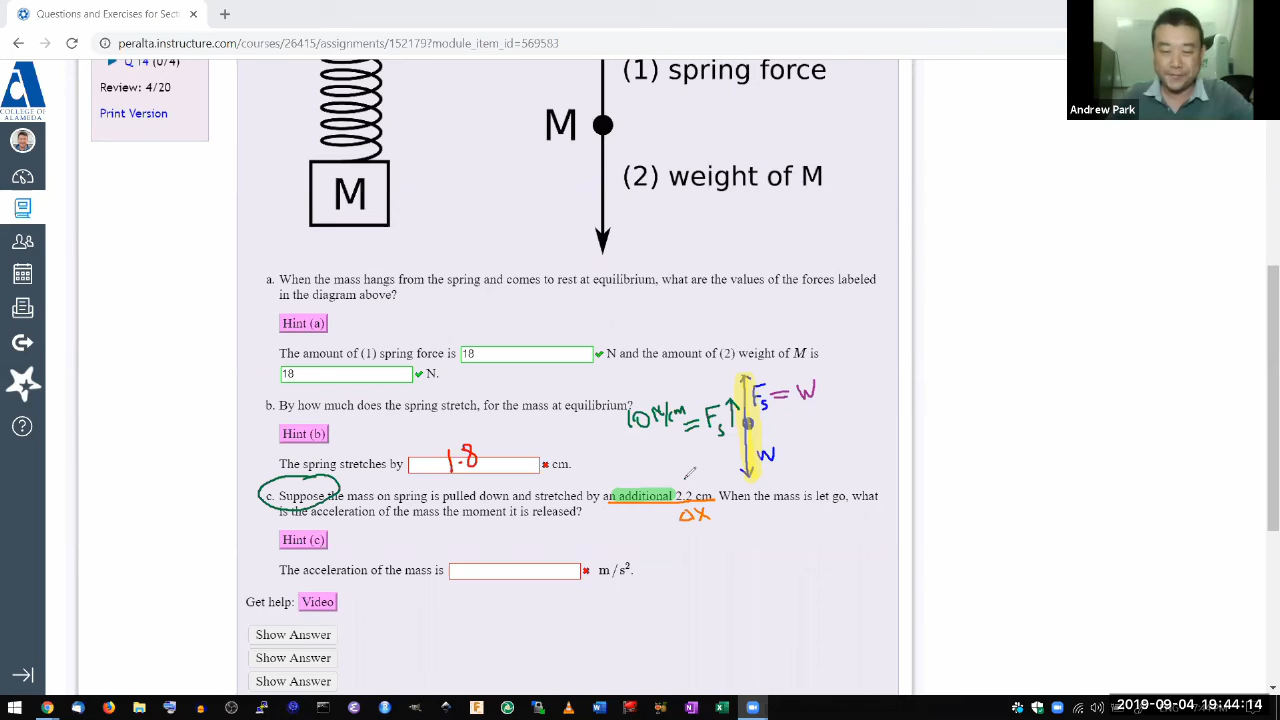 Questions and Exercises from Ser
peralta.instructure.com/courses/26415/assignments/152179?module_item_id=569583
Andrew Park
COLLEGE OF
ALAMEDA
Q 14 (0/4)
Review: 4/20
Print Version
(1) spring force
M
(2) weight of M
M
a. When the mass hangs from the spring and comes to rest at equilibrium, what are the values of the forces labeled
in the diagram above?
Hint (a)
The amount of (1) spring force is 18 N and the amount of (2) weight of M is
18 N.
b. By how much does the spring stretch, for the mass at equilibrium?
Fs = W
10 N/cm = Fs
W
Hint (b)
The spring stretches by 1.8 cm.
c. Suppose the mass on spring is pulled down and stretched by an additional 2.2 cm. When the mass is let go, what
is the acceleration of the mass the moment it is released?
Δx
Hint (c)
The acceleration of the mass is m/s².
Get help: Video
Show Answer
Show Answer
Show Answer
2019-09-04 19:44:14